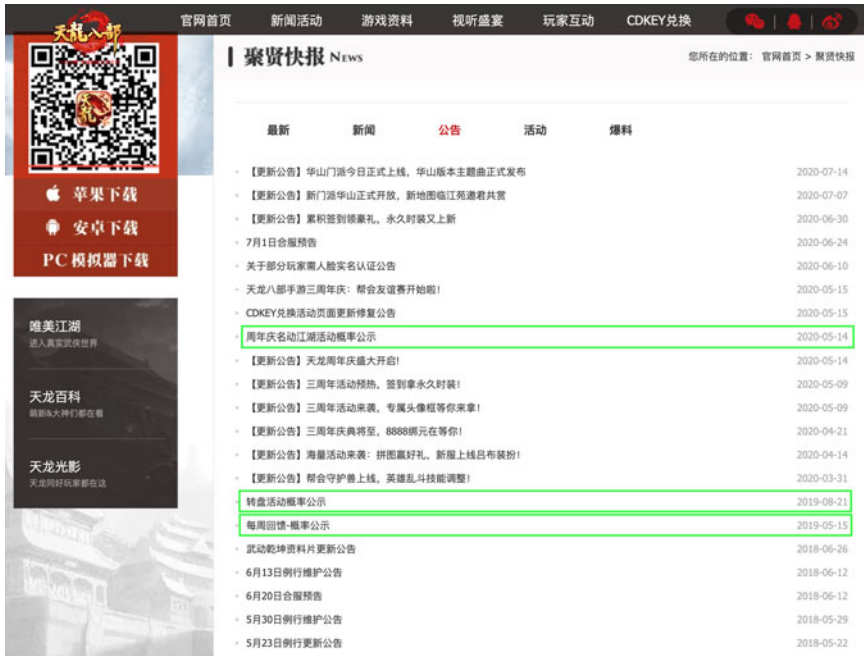 天龍八部
官网首页 新闻活动 游戏资料 视听盛宴 玩家互动 CDKEY兑换
天龍
苹果下载
安卓下载
PC模拟器下载
唯美江湖
进入真实武侠世界
天龙百科
萌新&大神们都在看
天龙光影
天龙同好玩家都在这
聚贤快报 News
您所在的位置： 官网首页 > 聚贤快报
最新 新闻 公告 活动 爆料
【更新公告】华山门派今日正式上线，华山版本主题曲正式发布 2020-07-14
【更新公告】新门派华山正式开放，新地图临江苑邀君共赏 2020-07-07
【更新公告】累积签到领豪礼，永久时装又上新 2020-06-30
7月1日合服预告 2020-06-24
关于部分玩家需人脸实名认证公告 2020-06-10
天龙八部手游三周年庆：帮会友谊赛开始啦！ 2020-05-15
CDKEY兑换活动页面更新修复公告 2020-05-15
周年庆名动江湖活动概率公示 2020-05-14
【更新公告】天龙周年庆盛大开启！ 2020-05-14
【更新公告】三周年活动预热，签到拿永久时装！ 2020-05-09
【更新公告】三周年活动来袭，专属头像框等你来拿！ 2020-05-09
【更新公告】三周年庆典将至，8888绑元在等你！ 2020-04-21
【更新公告】海量活动来袭：拼图赢好礼，新服上线吕布装扮！ 2020-04-14
【更新公告】帮会守护兽上线，英雄乱斗技能调整！ 2020-03-31
转盘活动概率公示 2019-08-21
每周回馈-概率公示 2019-05-15
武动乾坤资料片更新公告 2018-06-26
6月13日例行维护公告 2018-06-12
6月20日合服预告 2018-06-12
5月30日例行维护公告 2018-05-29
5月23日例行更新公告 2018-05-22